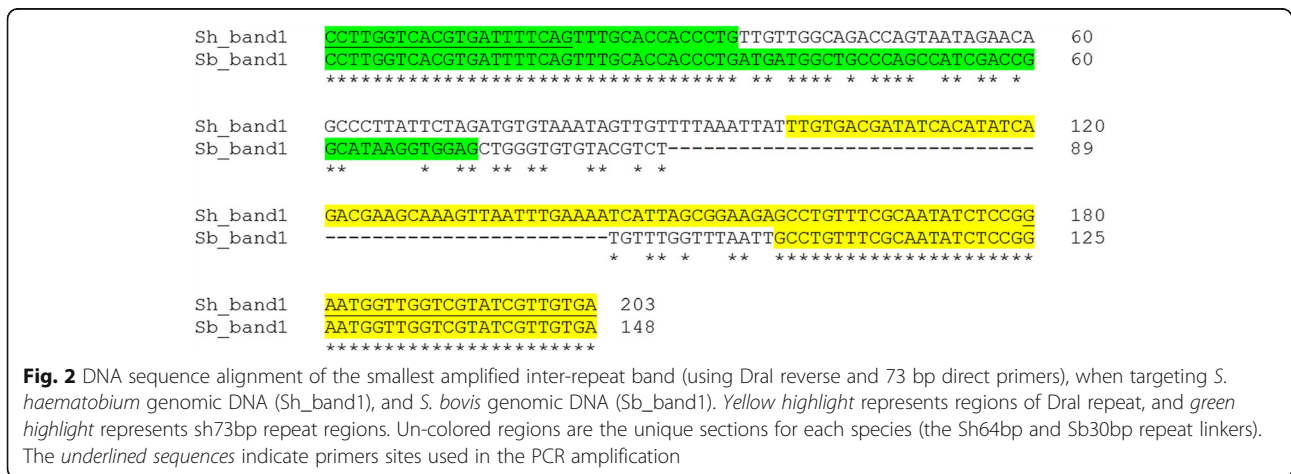 Sh_band1 CCTTGGTCACGTGATTTTCAGTTTGCACCACCCTGTTGTTGGCAGACCAGTAATAGAACA 60
Sb_band1 CCTTGGTCACGTGATTTTCAGTTTGCACCACCCTGATGATGGCTGCCCAGCCATCGACCG 60
*********************************** ** *** * **** ** ** *
Sh_band1 GCCCTTATTCTAGATGTGTAAATAGTTGTTTTAAATTATTTGTGACGATATCACATATCA 120
Sb_band1 GCATAAGGTGGAGCTGGGTGTGTACGTCT------------------------------- 89
** * ** ** ** ** * *
Sh_band1 GACGAAGCAAAGTTAATTTGAAAATCATTAGCGGAAGAGCCTGTTTCGCAATATCTCCGG 180
Sb_band1 ------------------------TGTTTGGTTTAATTGCCTGTTTCGCAATATCTCCGG 125
* ** * ** **********************
Sh_band1 AATGGTTGGTCGTATCGTTGTGA 203
Sb_band1 AATGGTTGGTCGTATCGTTGTGA 148
***********************
Fig. 2 DNA sequence alignment of the smallest amplified inter-repeat band (using DraI reverse and 73 bp direct primers), when targeting S.
haematobium genomic DNA (Sh_band1), and S. bovis genomic DNA (Sb_band1). Yellow highlight represents regions of DraI repeat, and green
highlight represents sh73bp repeat regions. Un-colored regions are the unique sections for each species (the Sh64bp and Sb30bp repeat linkers).
The underlined sequences indicate primers sites used in the PCR amplification